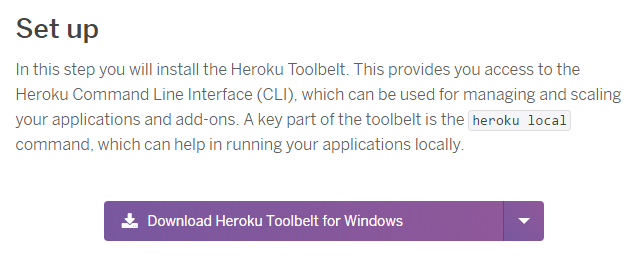 Set up
In this step you will install the Heroku Toolbelt. This provides you access to the
Heroku Command Line Interface (CLI), which can be used for managing and scaling
your applications and add-ons. A key part of the toolbelt is the heroku local
command, which can help in running your applications locally.
Download Heroku Toolbelt for Windows